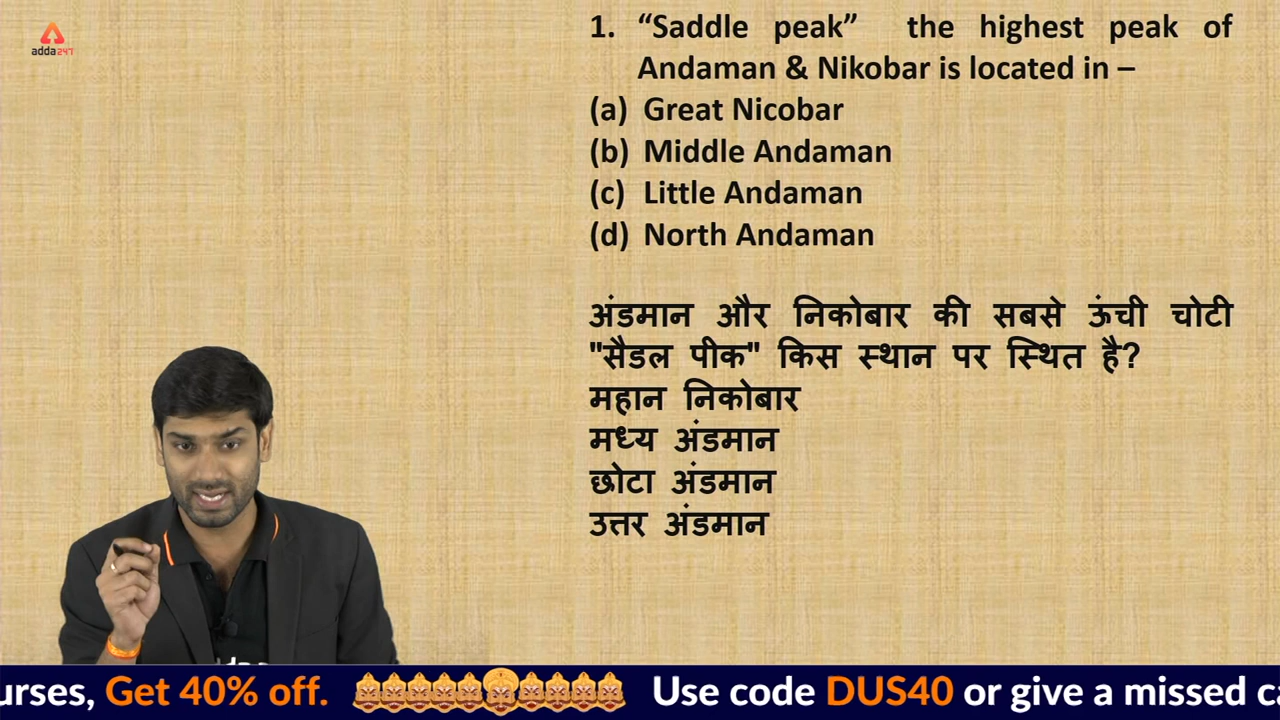 adda247
1. “Saddle peak” the highest peak of
Andaman & Nikobar is located in –
(a) Great Nicobar
(b) Middle Andaman
(c) Little Andaman
(d) North Andaman
अंडमान और निकोबार की सबसे ऊंची चोटी
"सैडल पीक" किस स्थान पर स्थित है?
महान निकोबार
मध्य अंडमान
छोटा अंडमान
उत्तर अंडमान
Get 40% off. Use code DUS40 or give a missed